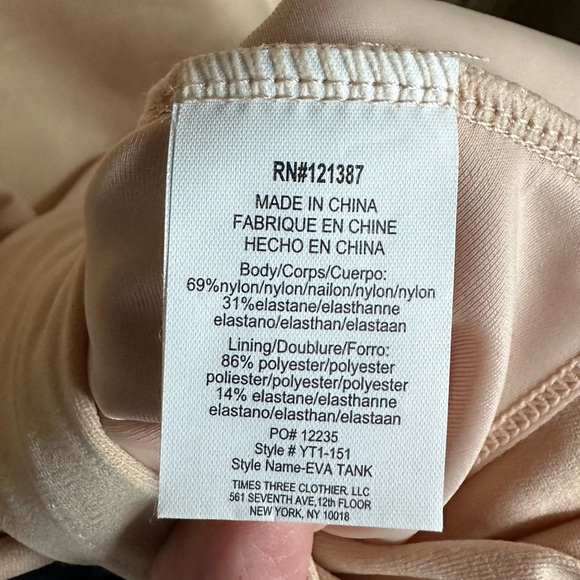 RN#121387
MADE IN CHINA
FABRIQUE EN CHINE
HECHO EN CHINA
Body/Corps/Cuerpo:
69%nylon/nylon/nailon/nylon/nylon
31%elastane/elasthanne
elastano/elasthan/elastaan
Lining/Doublure/Forro:
86% polyester/polyester
poliester/polyester/polyester
14% elastane/elasthanne
elastano/elasthan/elastaan
PO# 12235
Style # YT1-151
Style Name-EVA TANK
TIMES THREE CLOTHIER, LLC
561 SEVENTH AVE,12th FLOOR
NEW YORK, NY 10018